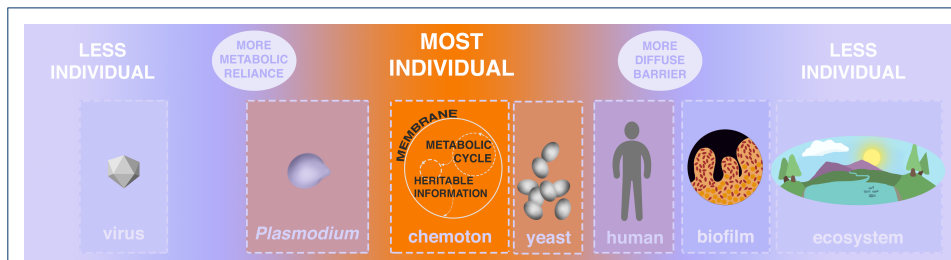 LESS
INDIVIDUAL
MORE
METABOLIC
RELIANCE
MOST
INDIVIDUAL
MORE
DIFFUSE
BARRIER
LESS
INDIVIDUAL
MEMBRANE
METABOLIC
CYCLE
HERITABLE
INFORMATION
virus
Plasmodium
chemoton
yeast
human
biofilm
ecosystem